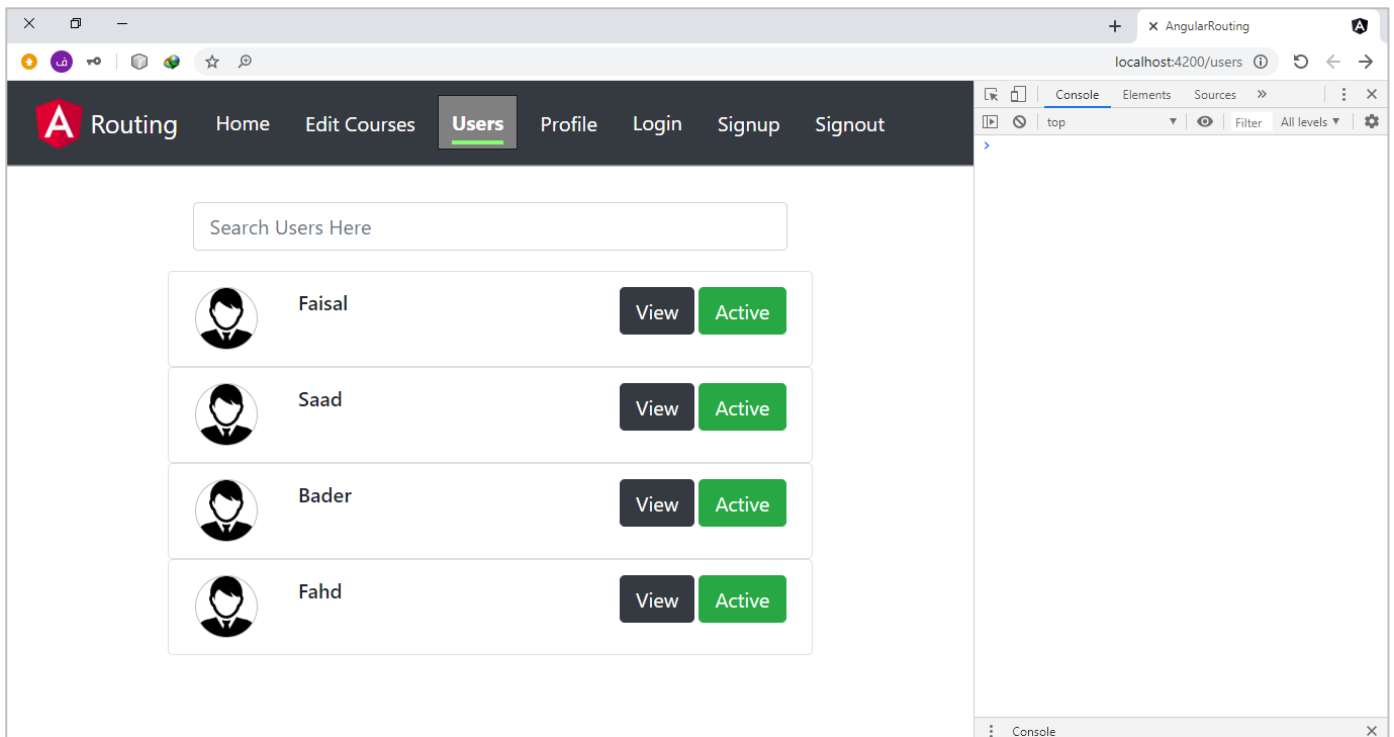 AngularRouting
localhost:4200/users
ف
Routing Home Edit Courses Users Profile Login Signup Signout
Console Elements Sources »
top Filter All levels
Search Users Here
Faisal View Active
Saad View Active
Bader View Active
Fahd View Active
Console